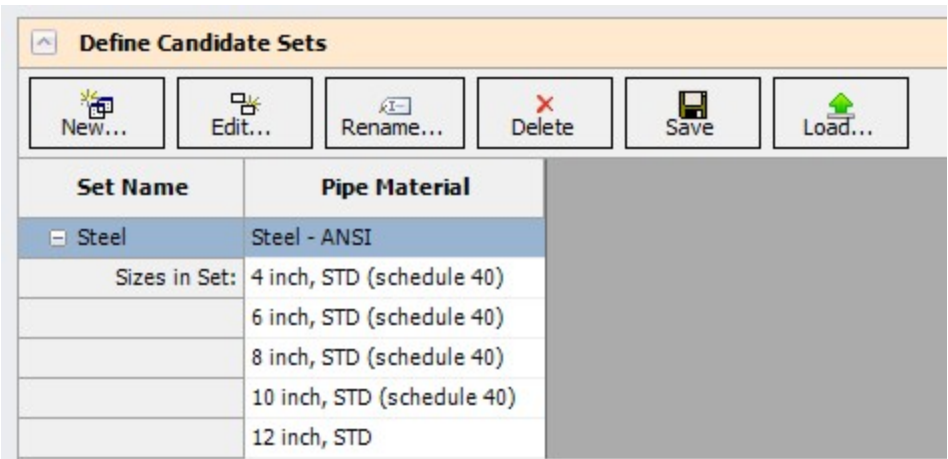 Define Candidate Sets
New... Edit... Rename... Delete Save Load...
Set Name Pipe Material
Steel Steel - ANSI
Sizes in Set: 4 inch, STD (schedule 40)
6 inch, STD (schedule 40)
8 inch, STD (schedule 40)
10 inch, STD (schedule 40)
12 inch, STD